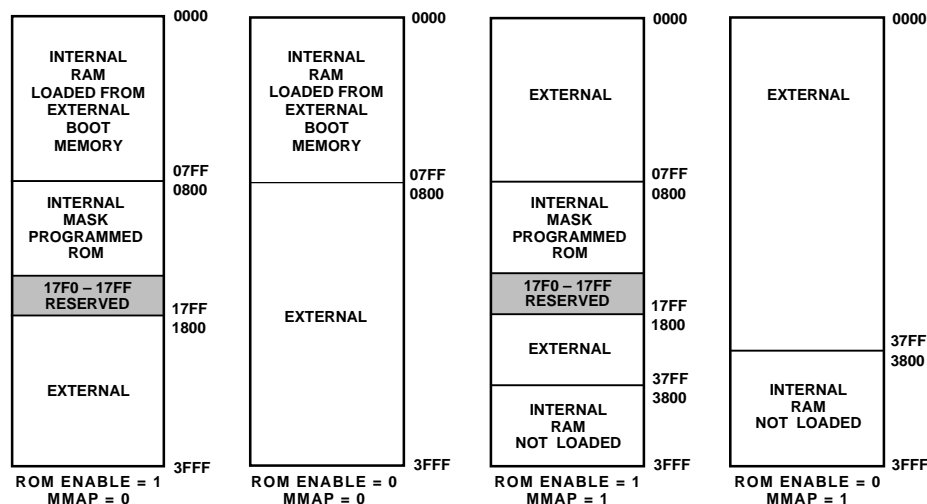 0000
INTERNAL
RAM
LOADED FROM
EXTERNAL
BOOT
MEMORY
07FF
0800
INTERNAL
MASK
PROGRAMMED
ROM
17F0 – 17FF
RESERVED
17FF
1800
EXTERNAL
ROM ENABLE = 1
MMAP = 0
0000
INTERNAL
RAM
LOADED FROM
EXTERNAL
BOOT
MEMORY
07FF
0800
EXTERNAL
3FFF
ROM ENABLE = 0
MMAP = 0
0000
EXTERNAL
07FF
0800
INTERNAL
MASK
PROGRAMMED
ROM
17F0 – 17FF
RESERVED
17FF
1800
EXTERNAL
37FF
3800
INTERNAL
RAM
NOT LOADED
3FFF
ROM ENABLE = 1
MMAP = 1
0000
EXTERNAL
37FF
3800
INTERNAL
RAM
NOT LOADED
3FFF
ROM ENABLE = 0
MMAP = 1